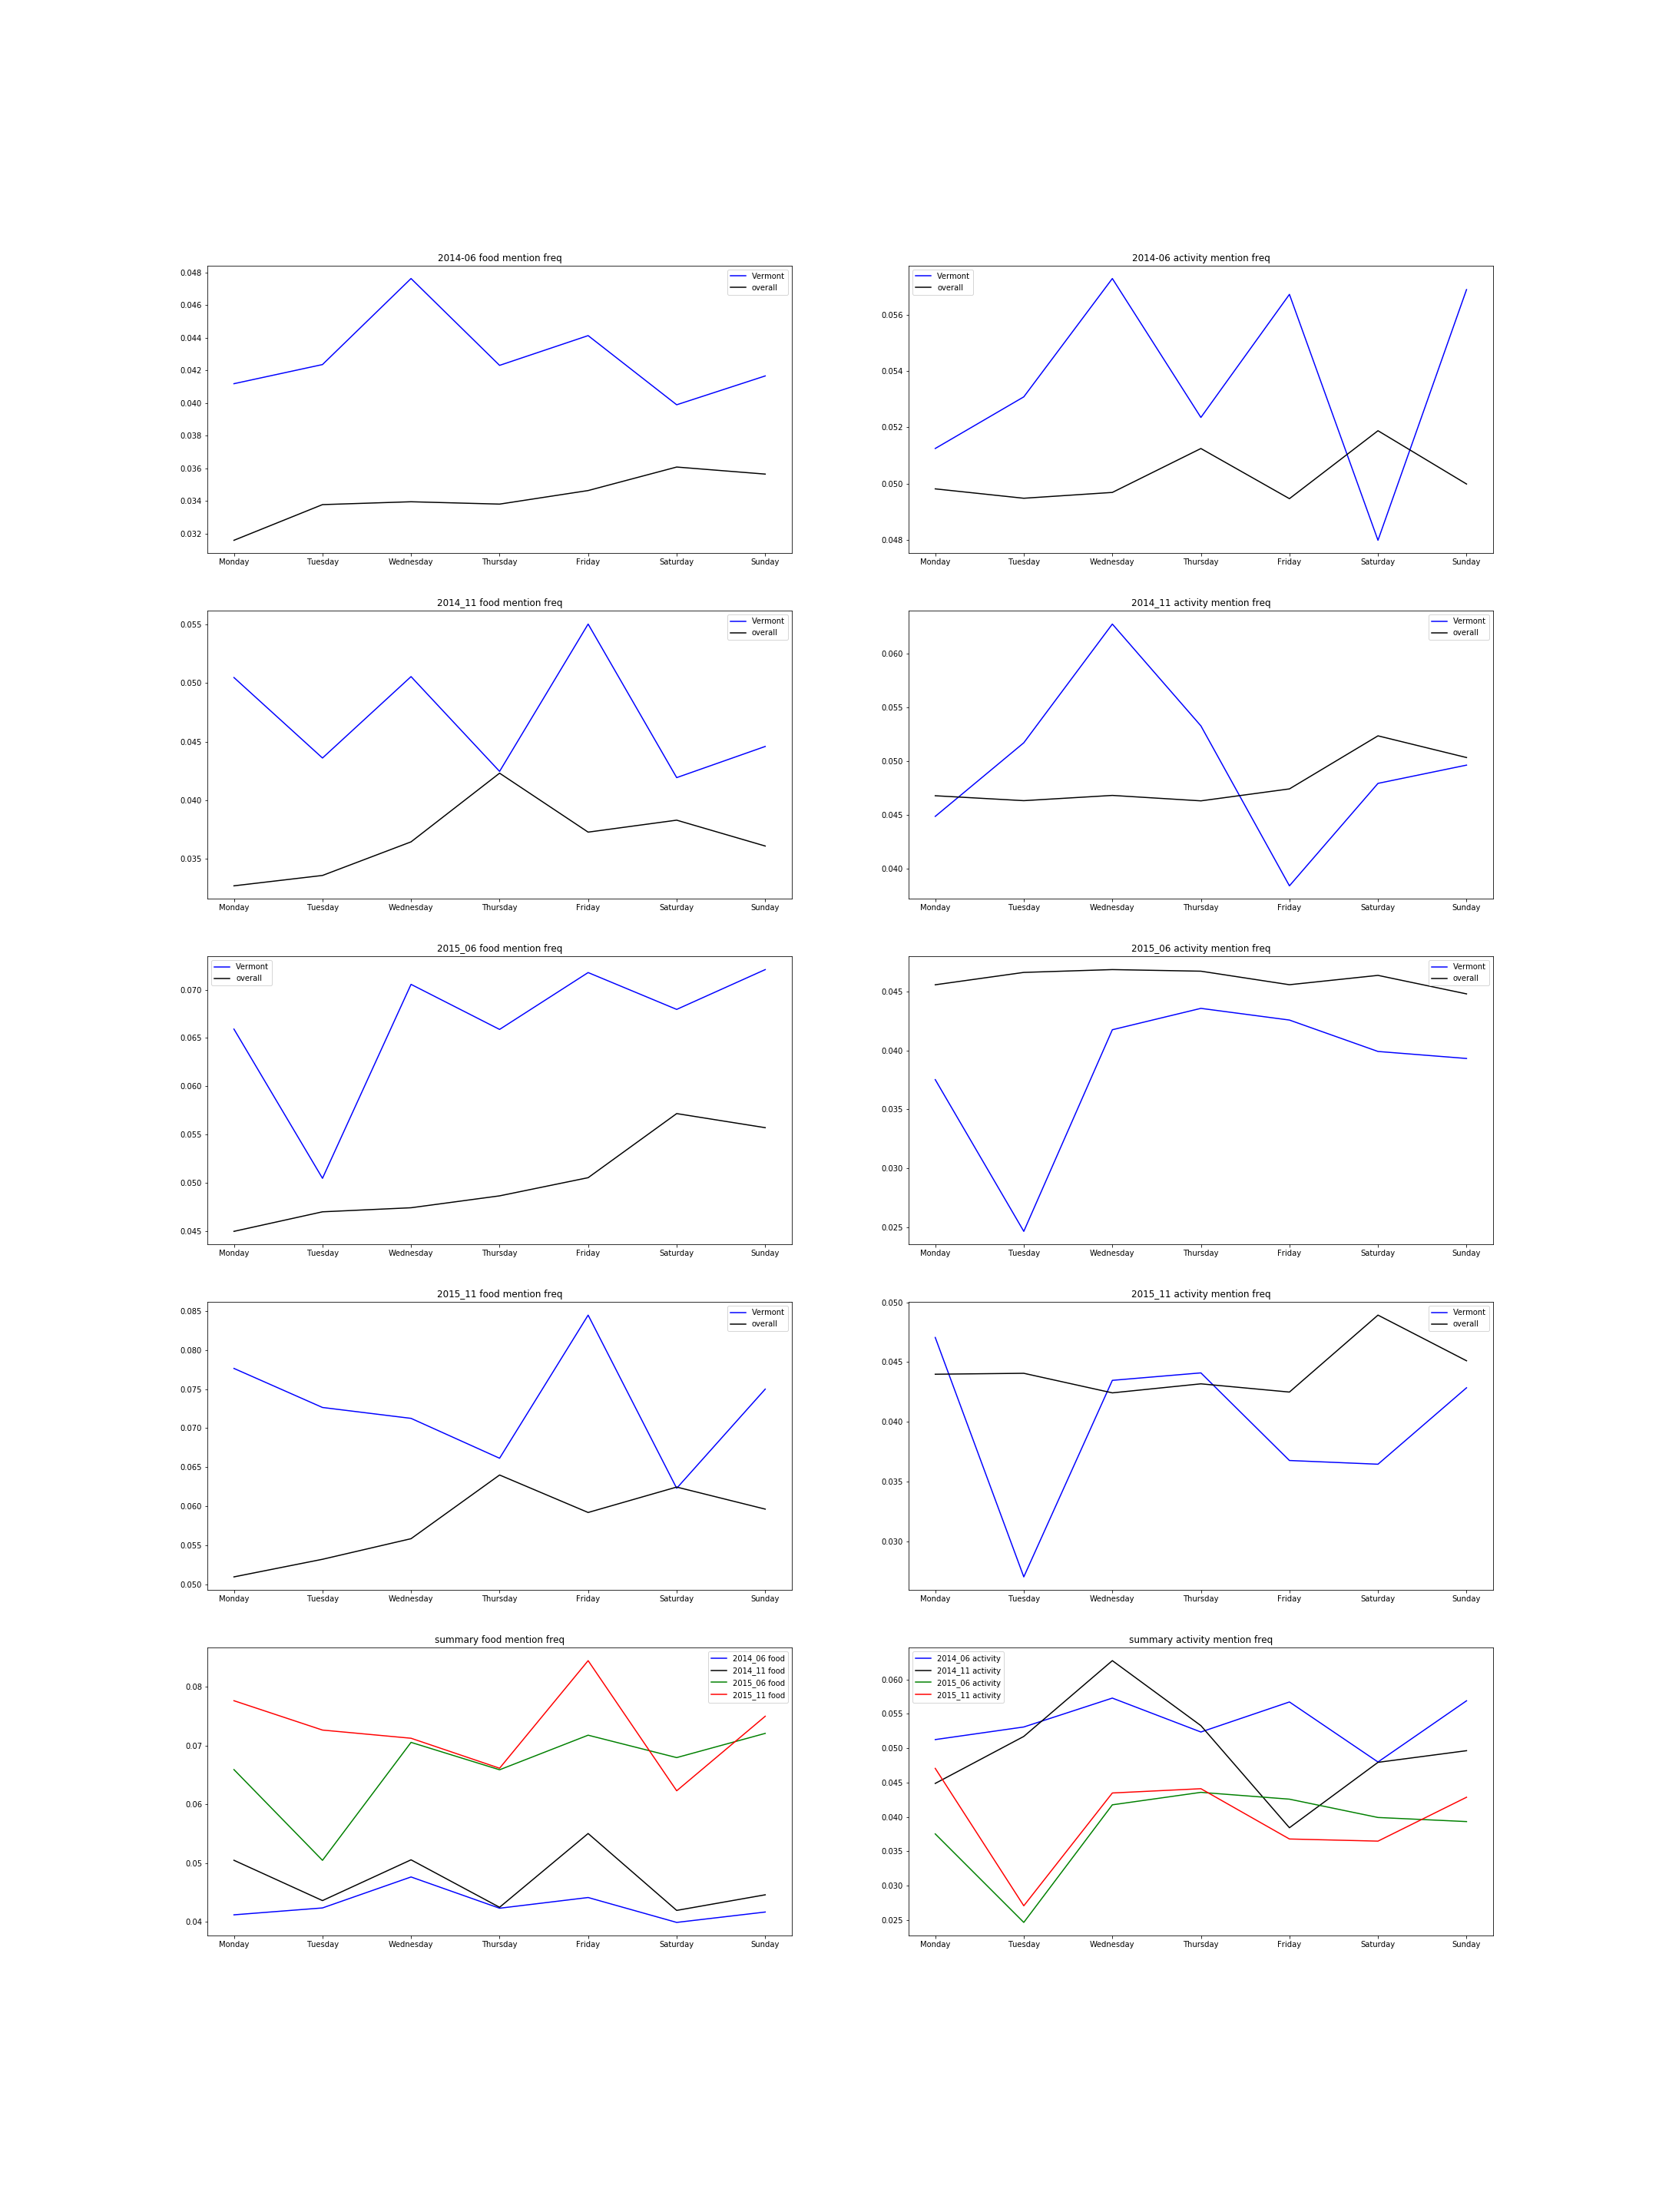 2014-06 food mention freq
Vermont
overall
0.048
0.046
0.044
0.042
0.040
0.038
0.036
0.034
0.032
Monday Tuesday Wednesday Thursday Friday Saturday Sunday
2014-06 activity mention freq
Vermont
overall
0.056
0.054
0.052
0.050
0.048
Monday Tuesday Wednesday Thursday Friday Saturday Sunday
2014_11 food mention freq
Vermont
overall
0.055
0.050
0.045
0.040
0.035
Monday Tuesday Wednesday Thursday Friday Saturday Sunday
2014_11 activity mention freq
Vermont
overall
0.060
0.055
0.050
0.045
0.040
Monday Tuesday Wednesday Thursday Friday Saturday Sunday
2015_06 food mention freq
Vermont
overall
0.070
0.065
0.060
0.055
0.050
0.045
Monday Tuesday Wednesday Thursday Friday Saturday Sunday
2015_06 activity mention freq
Vermont
overall
0.045
0.040
0.035
0.030
0.025
Monday Tuesday Wednesday Thursday Friday Saturday Sunday
2015_11 food mention freq
Vermont
overall
0.085
0.080
0.075
0.070
0.065
0.060
0.055
0.050
Monday Tuesday Wednesday Thursday Friday Saturday Sunday
2015_11 activity mention freq
Vermont
overall
0.050
0.045
0.040
0.035
0.030
Monday Tuesday Wednesday Thursday Friday Saturday Sunday
summary food mention freq
2014_06 food
2014_11 food
2015_06 food
2015_11 food
0.08
0.07
0.06
0.05
0.04
Monday Tuesday Wednesday Thursday Friday Saturday Sunday
summary activity mention freq
2014_06 activity
2014_11 activity
2015_06 activity
2015_11 activity
0.060
0.055
0.050
0.045
0.040
0.035
0.030
0.025
Monday Tuesday Wednesday Thursday Friday Saturday Sunday